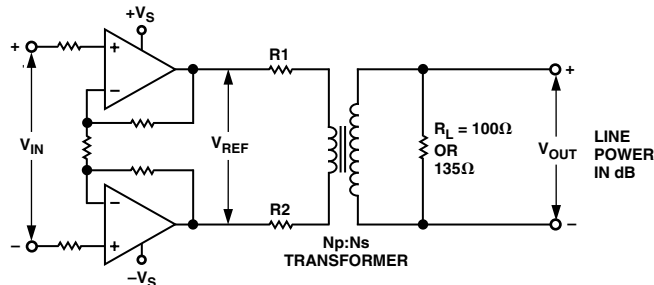 +VS
+
+
R1
–
VIN
VREF
RL = 100Ω
OR
135Ω
+
VOUT
LINE
POWER
IN dB
–
–
+
R2
–
–VS
Np:Ns
TRANSFORMER